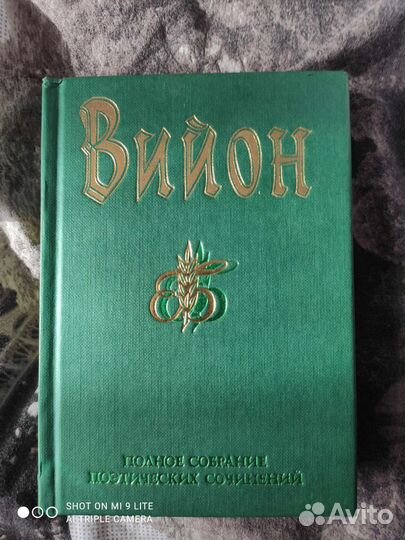 Вийон
ПОЛНОЕ СОБРАНИЕ
ПОЭТИЧЕСКИХ СОЧИНЕНИЙ
SHOT ON MI 9 LITE
AI TRIPLE CAMERA
Avito